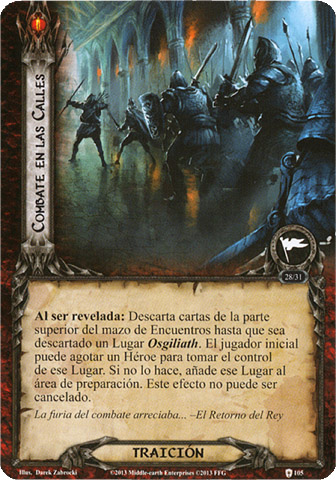 COMBATE EN LAS CALLES
28/31
Al ser revelada: Descarta cartas de la parte
superior del mazo de Encuentros hasta que sea
descartado un Lugar Osgiliath. El jugador inicial
puede agotar un Héroe para tomar el control
de ese Lugar. Si no lo hace, añade ese Lugar al
área de preparación. Este efecto no puede ser
cancelado.
La furia del combate arreciaba... –El Retorno del Rey
TRAICIÓN
Illus. Darek Zabrocki ©2013 Middle-earth Enterprises ©2013 FFG 105